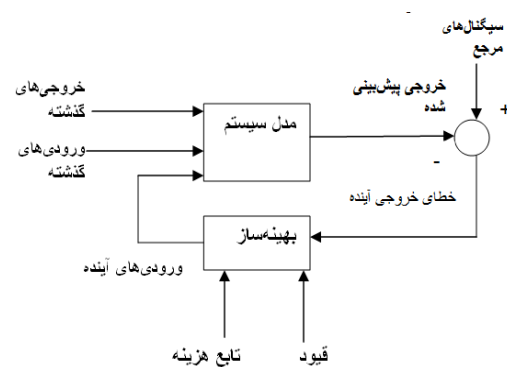 سیگنال‌های
مرجع
خروجی پیش‌بینی
شده
+
خروجی‌های
گذشته
مدل سیستم
ورودی‌های
گذشته
-
خطای خروجی آینده
بهینه‌ساز
ورودی‌های آینده
تابع هزینه
قیود